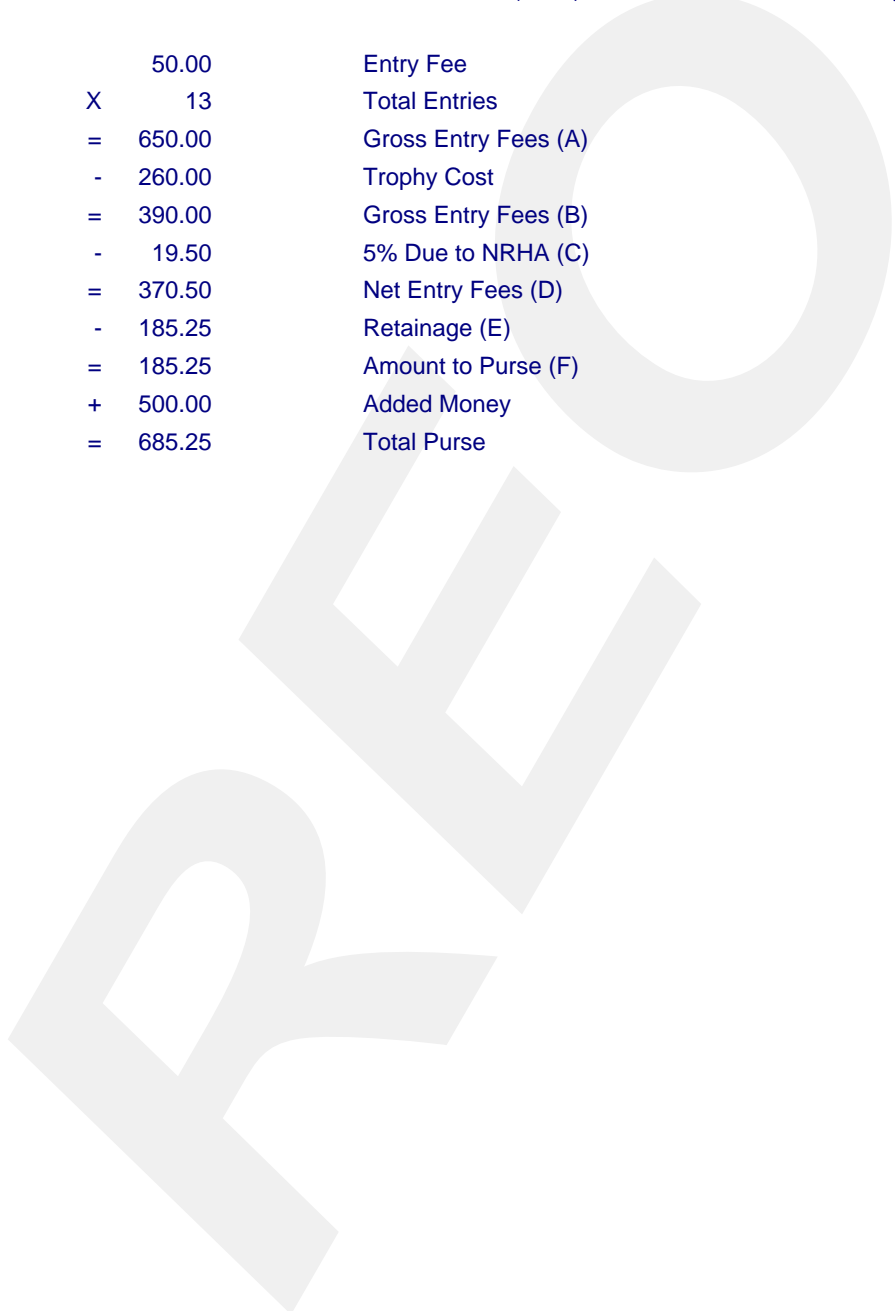 50.00 Entry Fee
X 13 Total Entries
= 650.00 Gross Entry Fees (A)
- 260.00 Trophy Cost
= 390.00 Gross Entry Fees (B)
- 19.50 5% Due to NRHA (C)
= 370.50 Net Entry Fees (D)
- 185.25 Retainage (E)
= 185.25 Amount to Purse (F)
+ 500.00 Added Money
= 685.25 Total Purse
REO